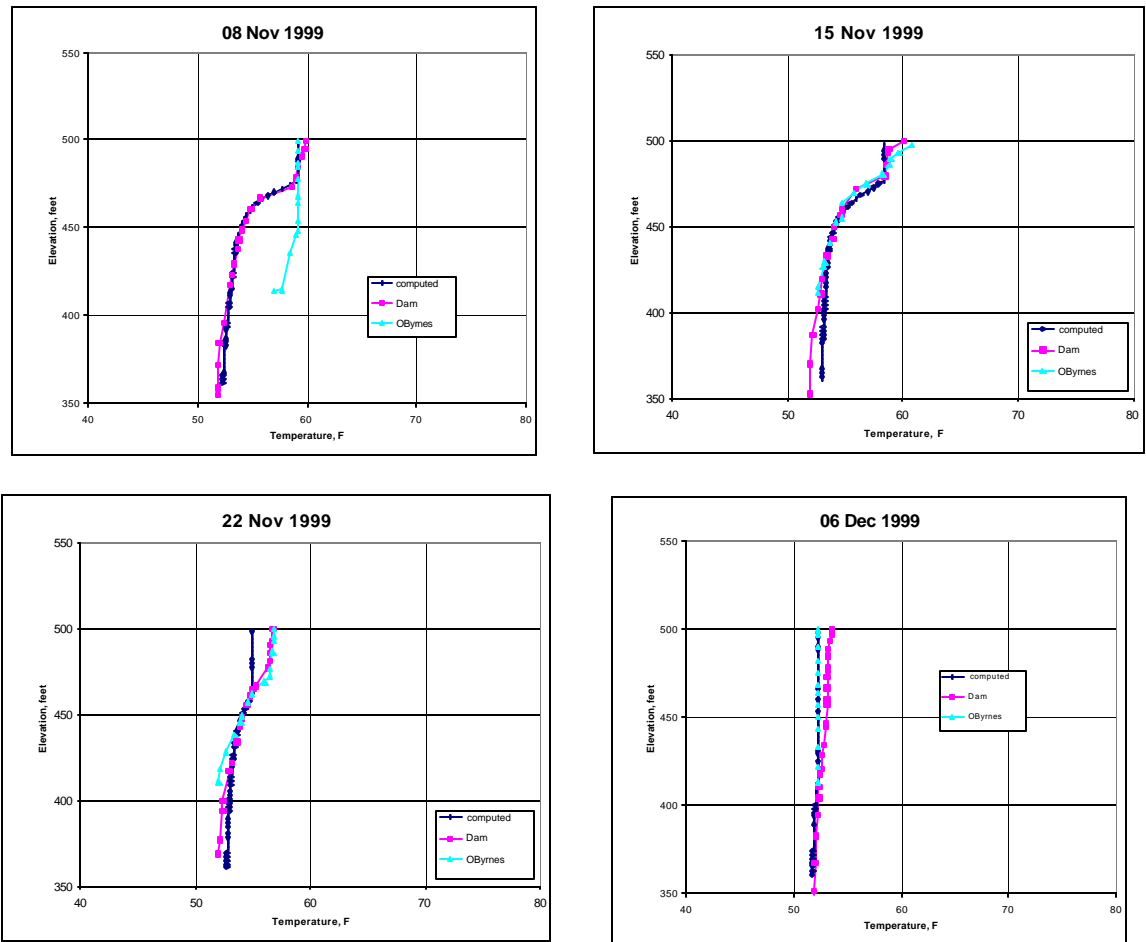 08 Nov 1999
550
500
450
400
350
40 50 60 70 80
Elevation, feet
Temperature, F
computed
Dam
OByrnes
15 Nov 1999
550
500
450
400
350
40 50 60 70 80
Elevation, feet
Temperature, F
computed
Dam
OByrnes
22 Nov 1999
550
500
450
400
350
40 50 60 70 80
Elevation, feet
Temperature, F
computed
Dam
OByrnes
06 Dec 1999
550
500
450
400
350
40 50 60 70 80
Elevation, feet
Temperature, F
computed
Dam
OByrnes